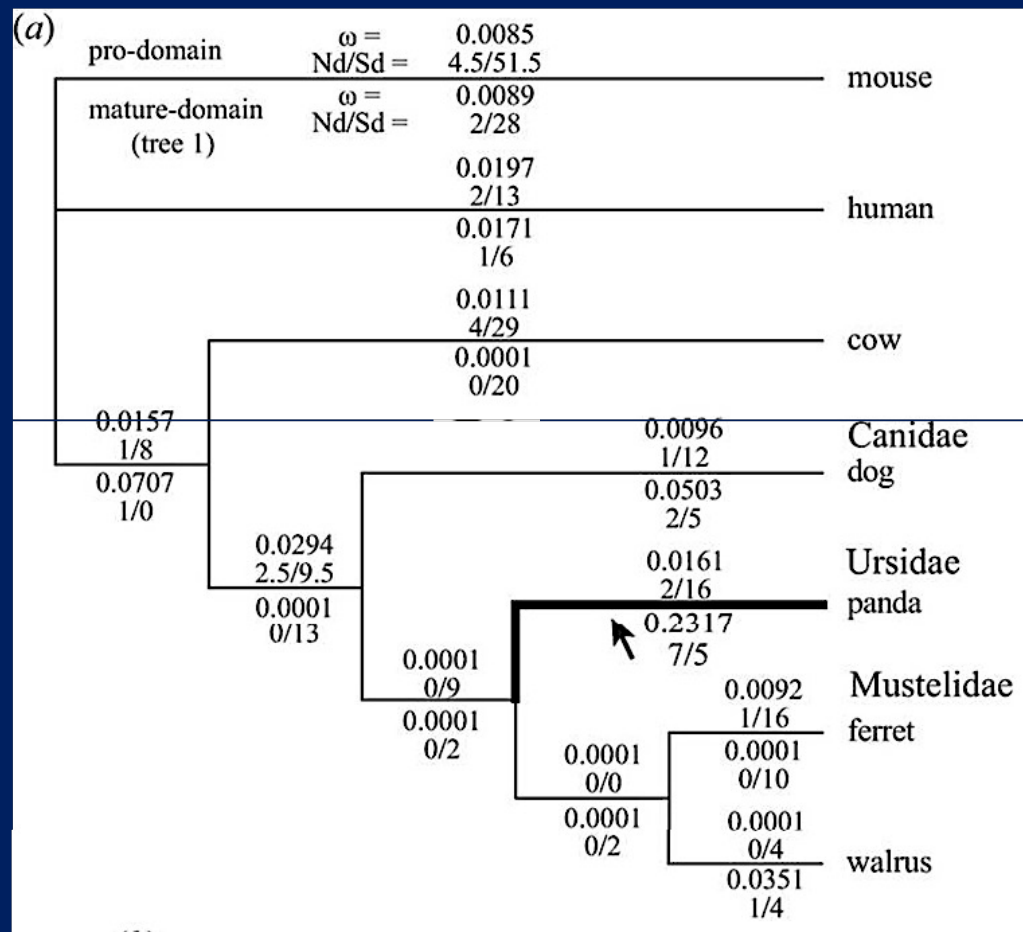 (a)
pro-domain
ω = 0.0085
Nd/Sd = 4.5/51.5
mouse
mature-domain
(tree 1)
ω = 0.0089
Nd/Sd = 2/28
0.0197
2/13
human
0.0171
1/6
0.0111
4/29
cow
0.0001
0/20
0.0157
1/8
0.0707
1/0
0.0096
1/12
Canidae
dog
0.0503
2/5
0.0294
2.5/9.5
0.0001
0/13
0.0161
2/16
Ursidae
panda
0.2317
7/5
0.0001
0/9
0.0001
0/2
0.0092
1/16
Mustelidae
ferret
0.0001
0/10
0.0001
0/0
0.0001
0/2
0.0001
0/4
walrus
0.0351
1/4